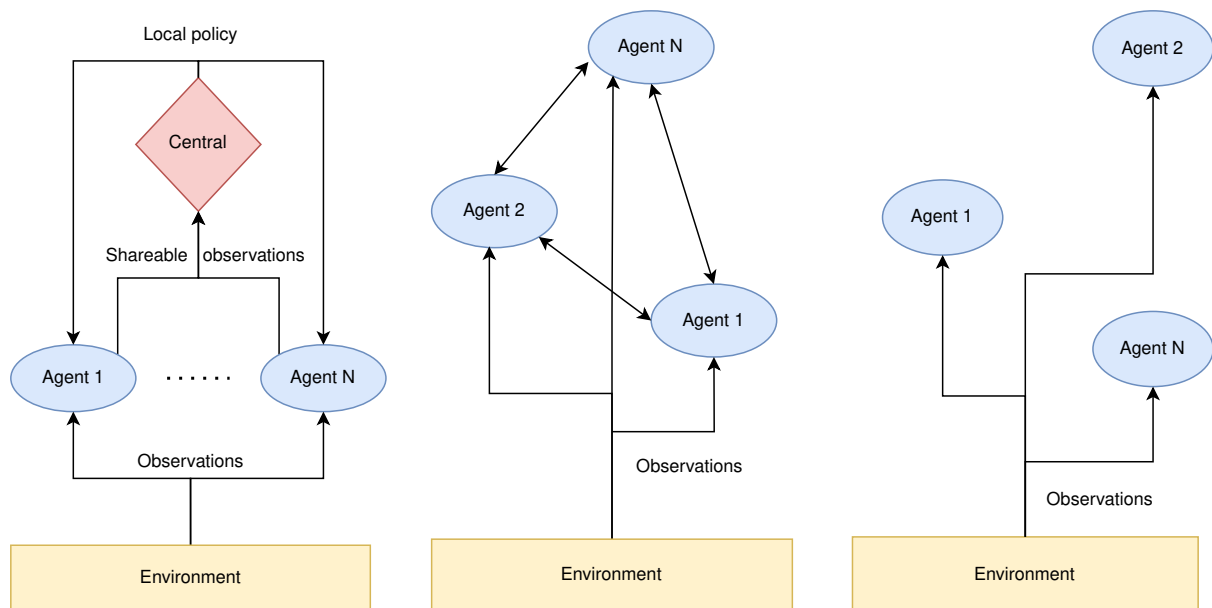 Local policy
Central
Shareable observations
Agent 1
. . . . . .
Agent N
Observations
Environment
Agent N
Agent 2
Agent 1
Observations
Environment
Agent 2
Agent 1
Agent N
Observations
Environment